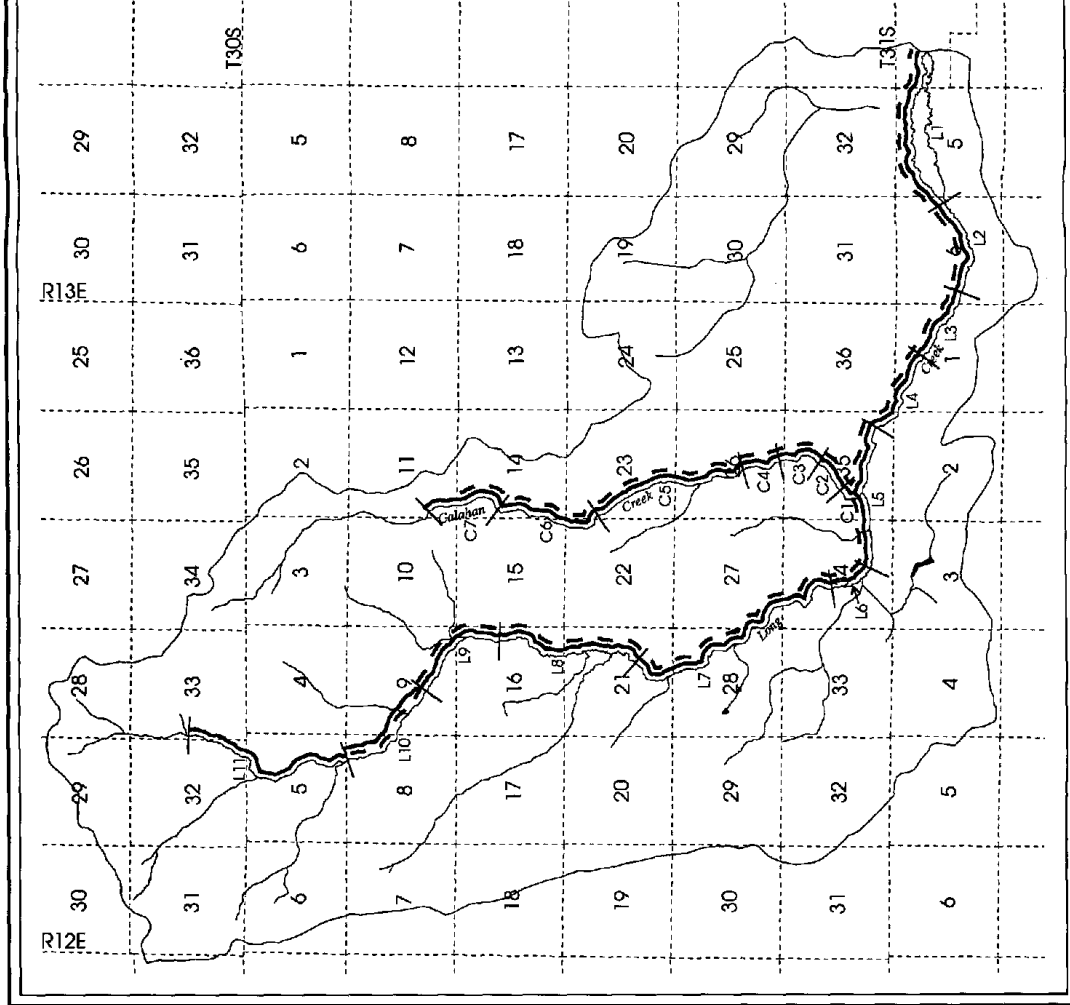 R12E R13E
30 29 28 27 26 25 30 29
31 32 33 34 35 36 31 32
T30S
L11
6 5 4 3 2 1 6 5
7 8 9 10 11 12 7 8
L10
L9
C7
Calahan
18 17 16 15 14 13 18 17
L8
C6
19 20 21 22 23 24 19 20
Creek
C5
L7
30 29 28 27 26 25 30 29
Long
C4
C3
C2
31 32 33 34 35 36 31 32
C1
L6
L5
T31S
L4
Creek
L1
6 5 4 3 2 1 6 5
L3
L2